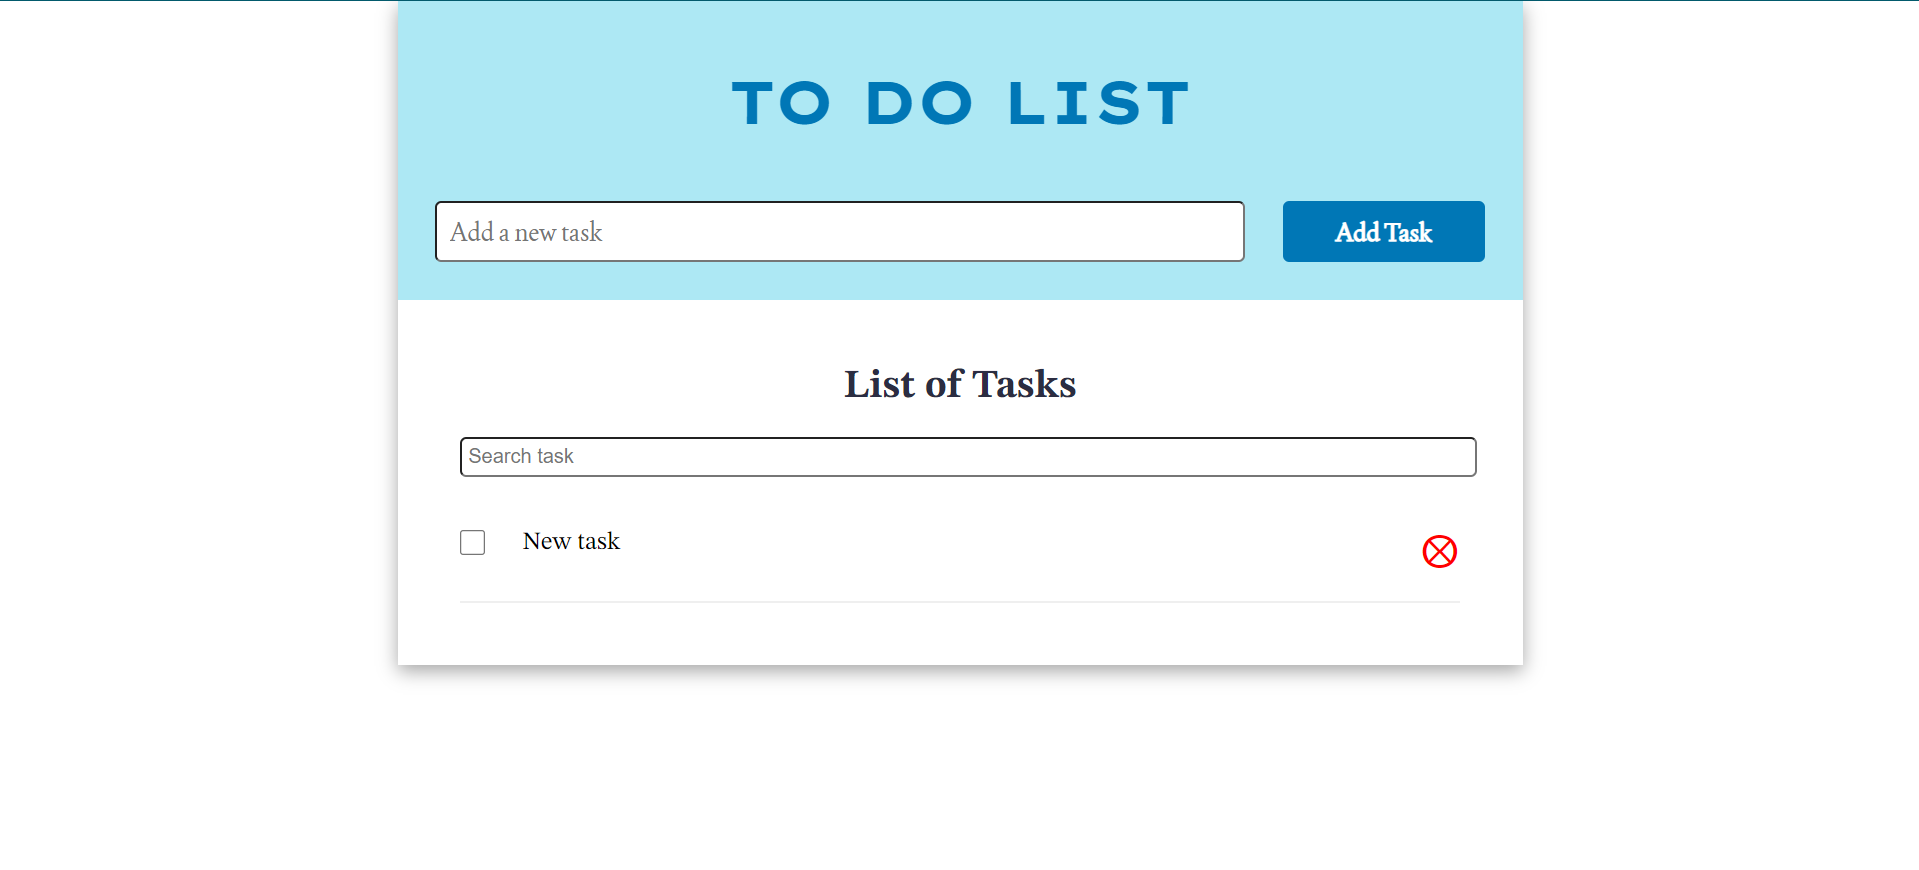 TO DO LIST
Add a new task
Add Task
List of Tasks
Search task
New task